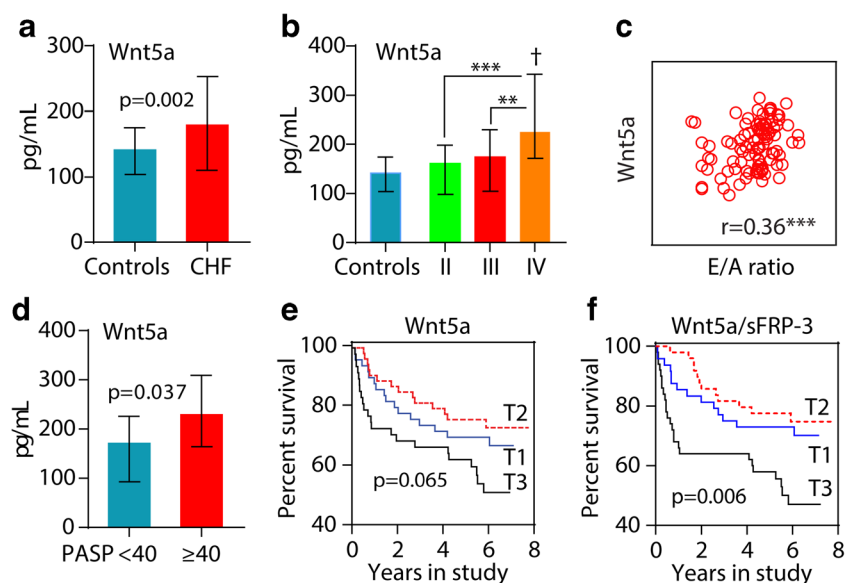 a
Wnt5a
300
200
100
0
pg/mL
p=0.002
Controls CHF
b
Wnt5a
400
300
200
100
0
pg/mL
***
**
†
Controls II III IV
c
Wnt5a
r=0.36***
E/A ratio
d
Wnt5a
400
300
200
100
0
pg/mL
p=0.037
PASP <40 ≥40
e
Wnt5a
100
80
60
40
Percent survival
T2
T1
T3
p=0.065
0 2 4 6 8
Years in study
f
Wnt5a/sFRP-3
100
80
60
40
Percent survival
T2
T1
T3
p=0.006
0 2 4 6 8
Years in study